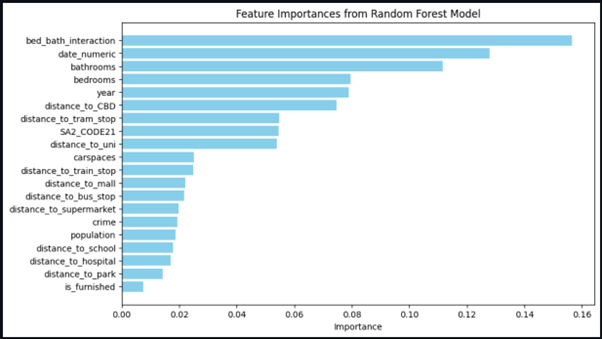 Feature Importances from Random Forest Model
bed_bath_interaction
date_numeric
bathrooms
bedrooms
year
distance_to_CBD
distance_to_tram_stop
SA2_CODE21
distance_to_uni
carspaces
distance_to_train_stop
distance_to_mall
distance_to_bus_stop
distance_to_supermarket
crime
population
distance_to_school
distance_to_hospital
distance_to_park
is_furnished
0.00 0.02 0.04 0.06 0.08 0.10 0.12 0.14 0.16
Importance